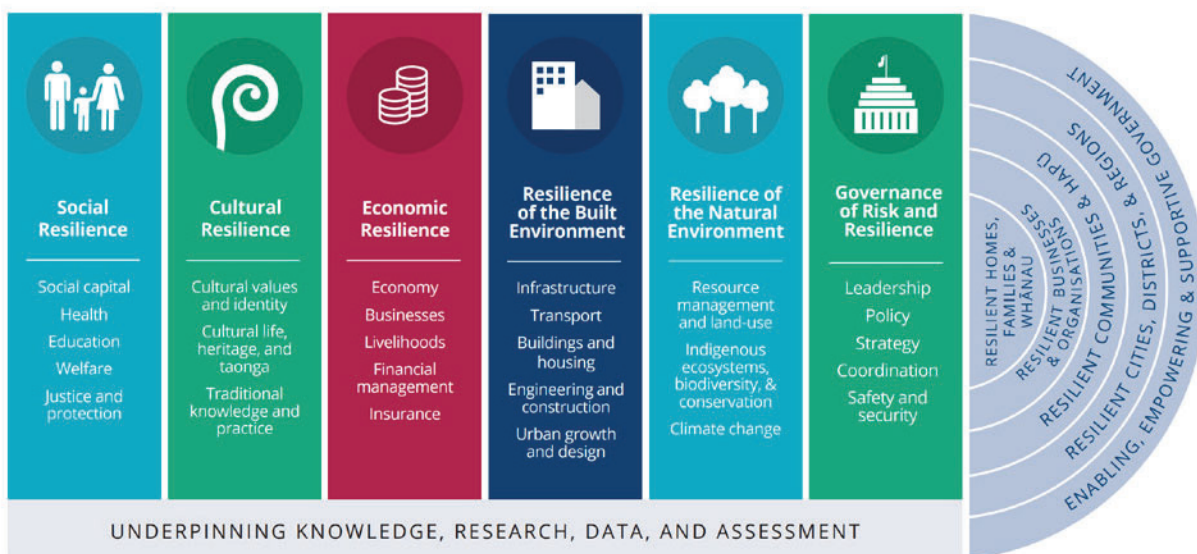 Social
Resilience
Social capital
Health
Education
Welfare
Justice and
protection
Cultural
Resilience
Cultural values
and identity
Cultural life,
heritage, and
taonga
Traditional
knowledge and
practice
Economic
Resilience
Economy
Businesses
Livelihoods
Financial
management
Insurance
Resilience
of the Built
Environment
Infrastructure
Transport
Buildings and
housing
Engineering and
construction
Urban growth
and design
Resilience of
the Natural
Environment
Resource
management
and land-use
Indigenous
ecosystems,
biodiversity, &
conservation
Climate change
Governance
of Risk and
Resilience
Leadership
Policy
Strategy
Coordination
Safety and
security
RESILIENT HOMES,
FAMILIES &
WHĀNAU
RESILIENT BUSINESSES
& ORGANISATIONS
RESILIENT COMMUNITIES & HAPŪ
RESILIENT CITIES, DISTRICTS, & REGIONS
ENABLING, EMPOWERING & SUPPORTIVE GOVERNMENT
UNDERPINNING KNOWLEDGE, RESEARCH, DATA, AND ASSESSMENT